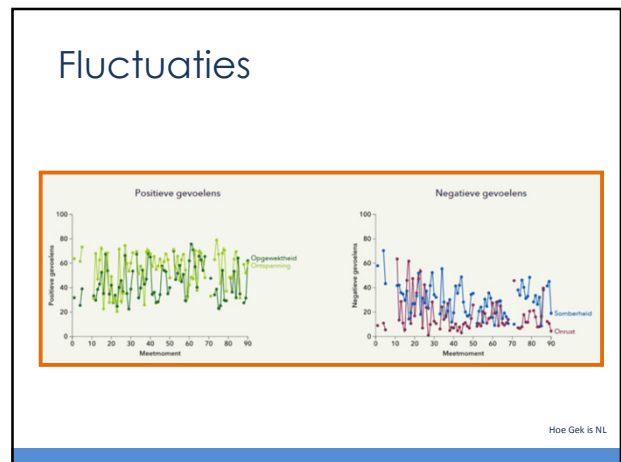 Fluctuaties
Positieve gevoelens
100
80
60
40
20
0
Positieve gevoelens
0 10 20 30 40 50 60 70 80 90
Meetmoment
Opgewektheid
Ontspanning
Negatieve gevoelens
100
80
60
40
20
0
Negatieve gevoelens
0 10 20 30 40 50 60 70 80 90
Meetmoment
Somberheid
Onrust
Hoe Gek is NL